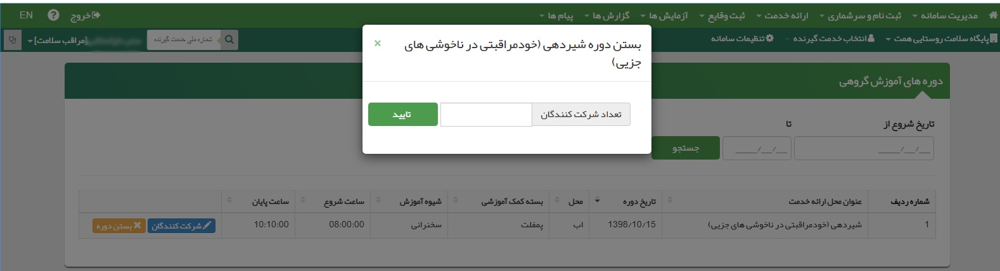 مدیریت سامانه
ثبت نام و سرشماری
ارائه خدمت
ثبت وقایع
آزمایش ها
گزارش ها
پیام ها
خروج
?
EN
پایگاه سلامت روستایی همت
انتخاب خدمت گیرنده
تنظیمات سامانه
شماره ملی خدمت گیرنده
[مراقب سلامت]
بستن دوره شیردهی (خودمراقبتی در ناخوشی های
جزیی)
×
تعداد شرکت کنندگان
تایید
دوره های آموزش گروهی
تاریخ شروع از
تا
__/__/____
__/__/____
جستجو
شماره ردیف
عنوان محل ارائه خدمت
تاریخ دوره
محل
بسته کمک آموزشی
شیوه آموزش
ساعت شروع
ساعت پایان
1
شیردهی (خودمراقبتی در ناخوشی های جزیی)
1398/10/15
اب
پمفلت
سخنرانی
08:00:00
10:10:00
شرکت کنندگان
بستن دوره